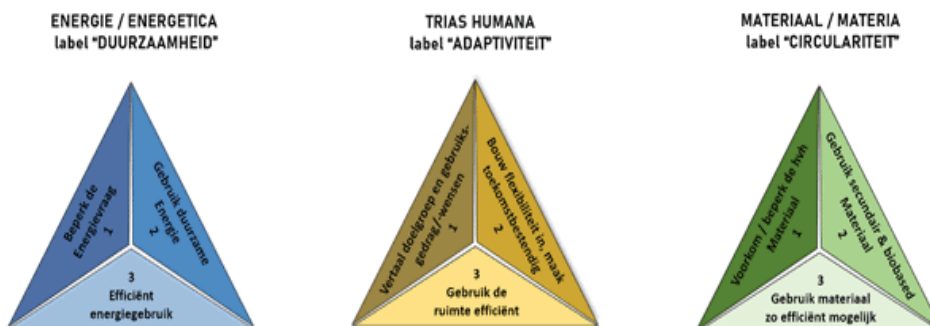 ENERGIE / ENERGETICA
label "DUURZAAMHEID"
Beperk de
Energievraag
1
Gebruik duurzame
Energie
2
3
Efficiënt
energiegebruik
TRIAS HUMANA
label "ADAPTIVITEIT"
Vertaal doelgroep en gebruiks-
gedrag/-wensen
1
Bouw flexibiliteit in, maak
toekomstbestendig
2
3
Gebruik de
ruimte efficiënt
MATERIAAL / MATERIA
label "CIRCULARITEIT"
Voorkom / beperk de hvh
Materiaal
1
Gebruik secundair & biobased
Materiaal
2
3
Gebruik materiaal
zo efficiënt mogelijk